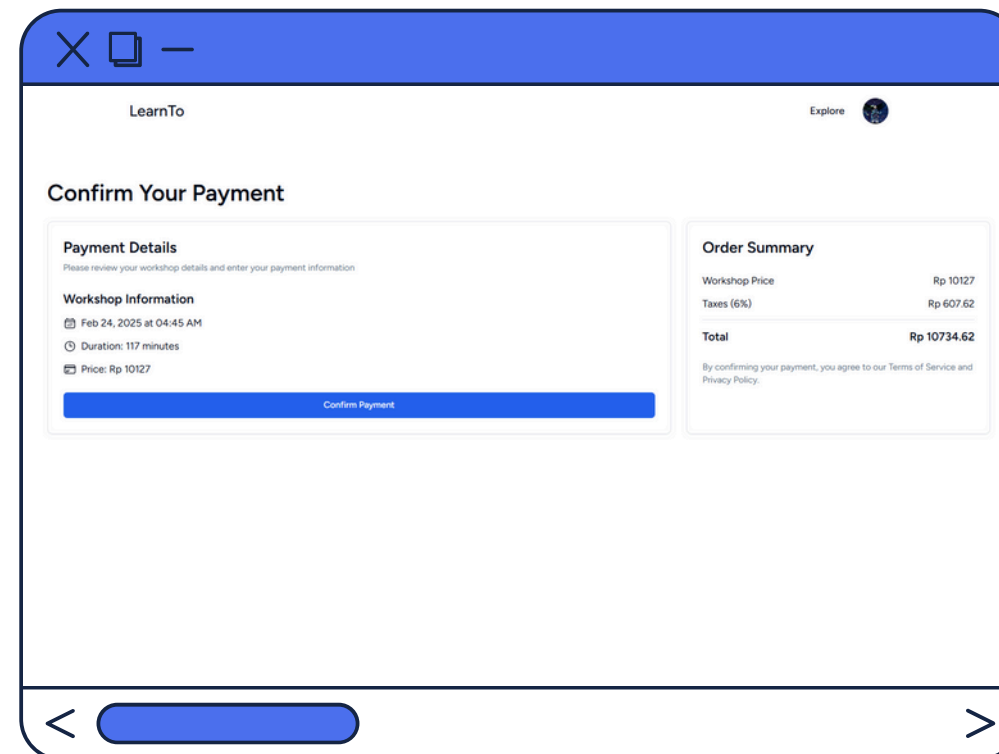 LearnTo
Explore
Confirm Your Payment
Payment Details
Please review your workshop details and enter your payment information
Workshop Information
Feb 24, 2025 at 04:45 AM
Duration: 117 minutes
Price: Rp 10127
Confirm Payment
Order Summary
Workshop Price Rp 10127
Taxes (6%) Rp 607.62
Total Rp 10734.62
By confirming your payment, you agree to our Terms of Service and
Privacy Policy.